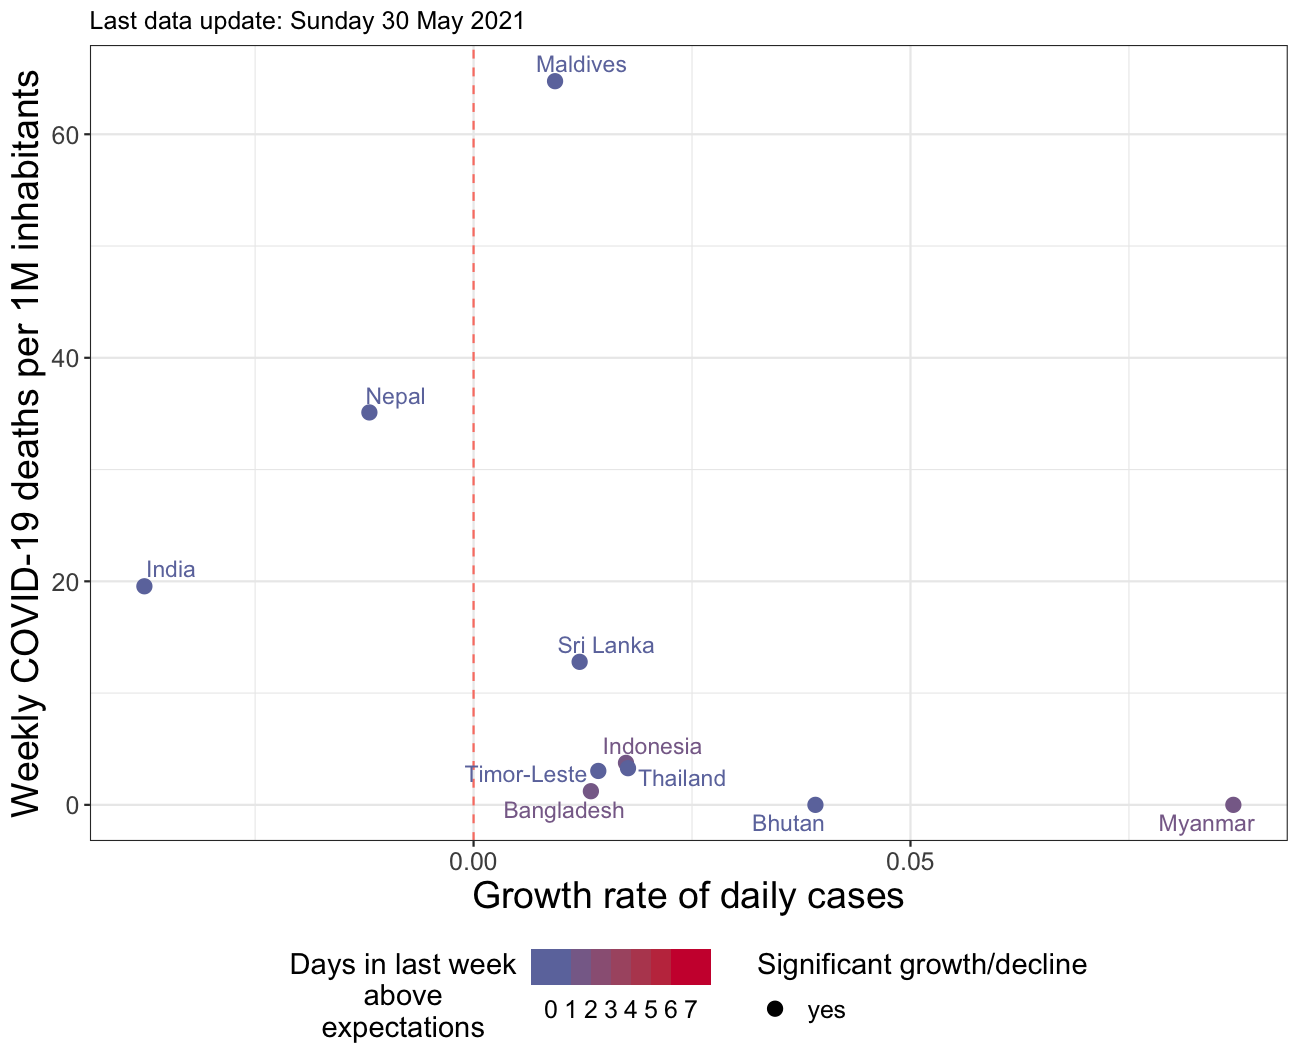 Last data update: Sunday 30 May 2021
Weekly COVID-19 deaths per 1M inhabitants
60
40
20
0
Maldives
Nepal
India
Sri Lanka
Indonesia
Timor-Leste
Thailand
Bangladesh
Bhutan
Myanmar
0.00
0.05
Growth rate of daily cases
Days in last week
above
expectations
0 1 2 3 4 5 6 7
Significant growth/decline
yes